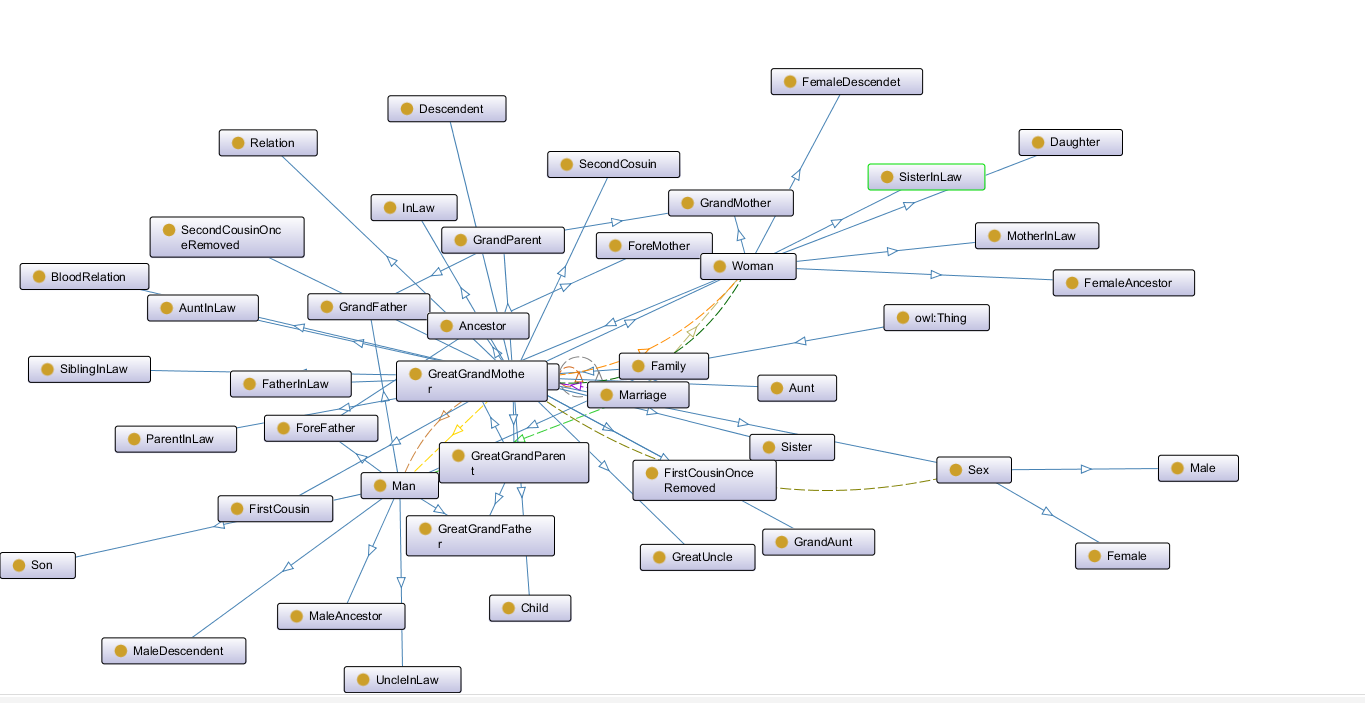 FemaleDescendet
Descendent
Relation
Daughter
SecondCosuin
SisterInLaw
GrandMother
InLaw
SecondCousinOnc
eRemoved
GrandParent
ForeMother
MotherInLaw
Woman
BloodRelation
FemaleAncestor
AuntInLaw
GrandFather
owl:Thing
Ancestor
SiblingInLaw
Family
GreatGrandMothe
r
FatherInLaw
Aunt
Marriage
ForeFather
ParentInLaw
Sister
GreatGrandParen
t
Male
Sex
FirstCousinOnce
Removed
Man
FirstCousin
GreatGrandFathe
r
GrandAunt
GreatUncle
Female
Son
Child
MaleAncestor
MaleDescendent
UncleInLaw